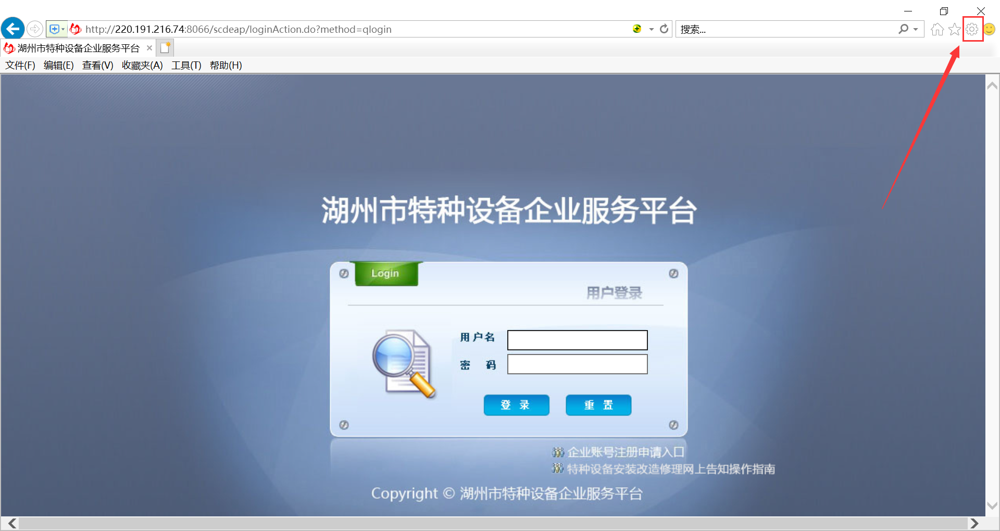 http://220.191.216.74:8066/scdeap/loginAction.do?method=qlogin
搜索...
湖州市特种设备企业服务平台
文件(F) 编辑(E) 查看(V) 收藏夹(A) 工具(T) 帮助(H)
湖州市特种设备企业服务平台
Login
用户登录
用户名
密 码
登 录 重 置
企业账号注册申请入口
特种设备安装改造修理网上告知操作指南
Copyright © 湖州市特种设备企业服务平台